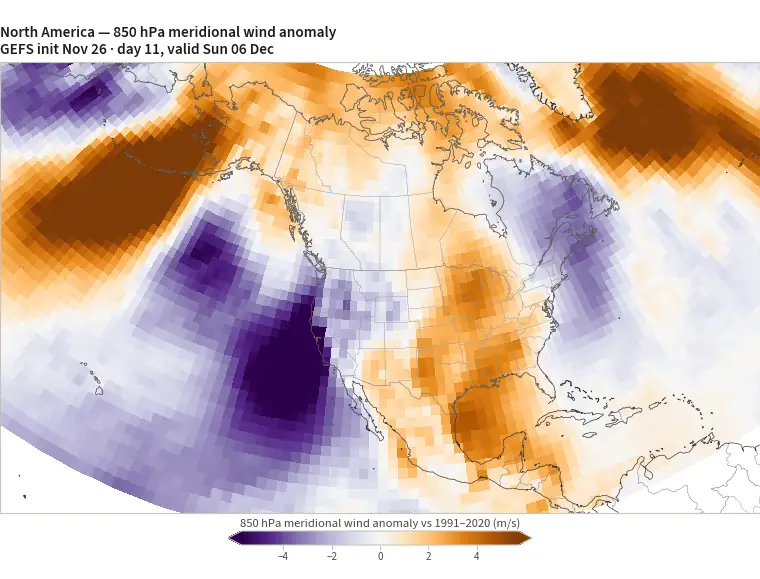 North America — 850 hPa meridional wind anomaly
GEFS init Nov 26 · day 11, valid Sun 06 Dec
850 hPa meridional wind anomaly vs 1991–2020 (m/s)
−4 −2 0 2 4